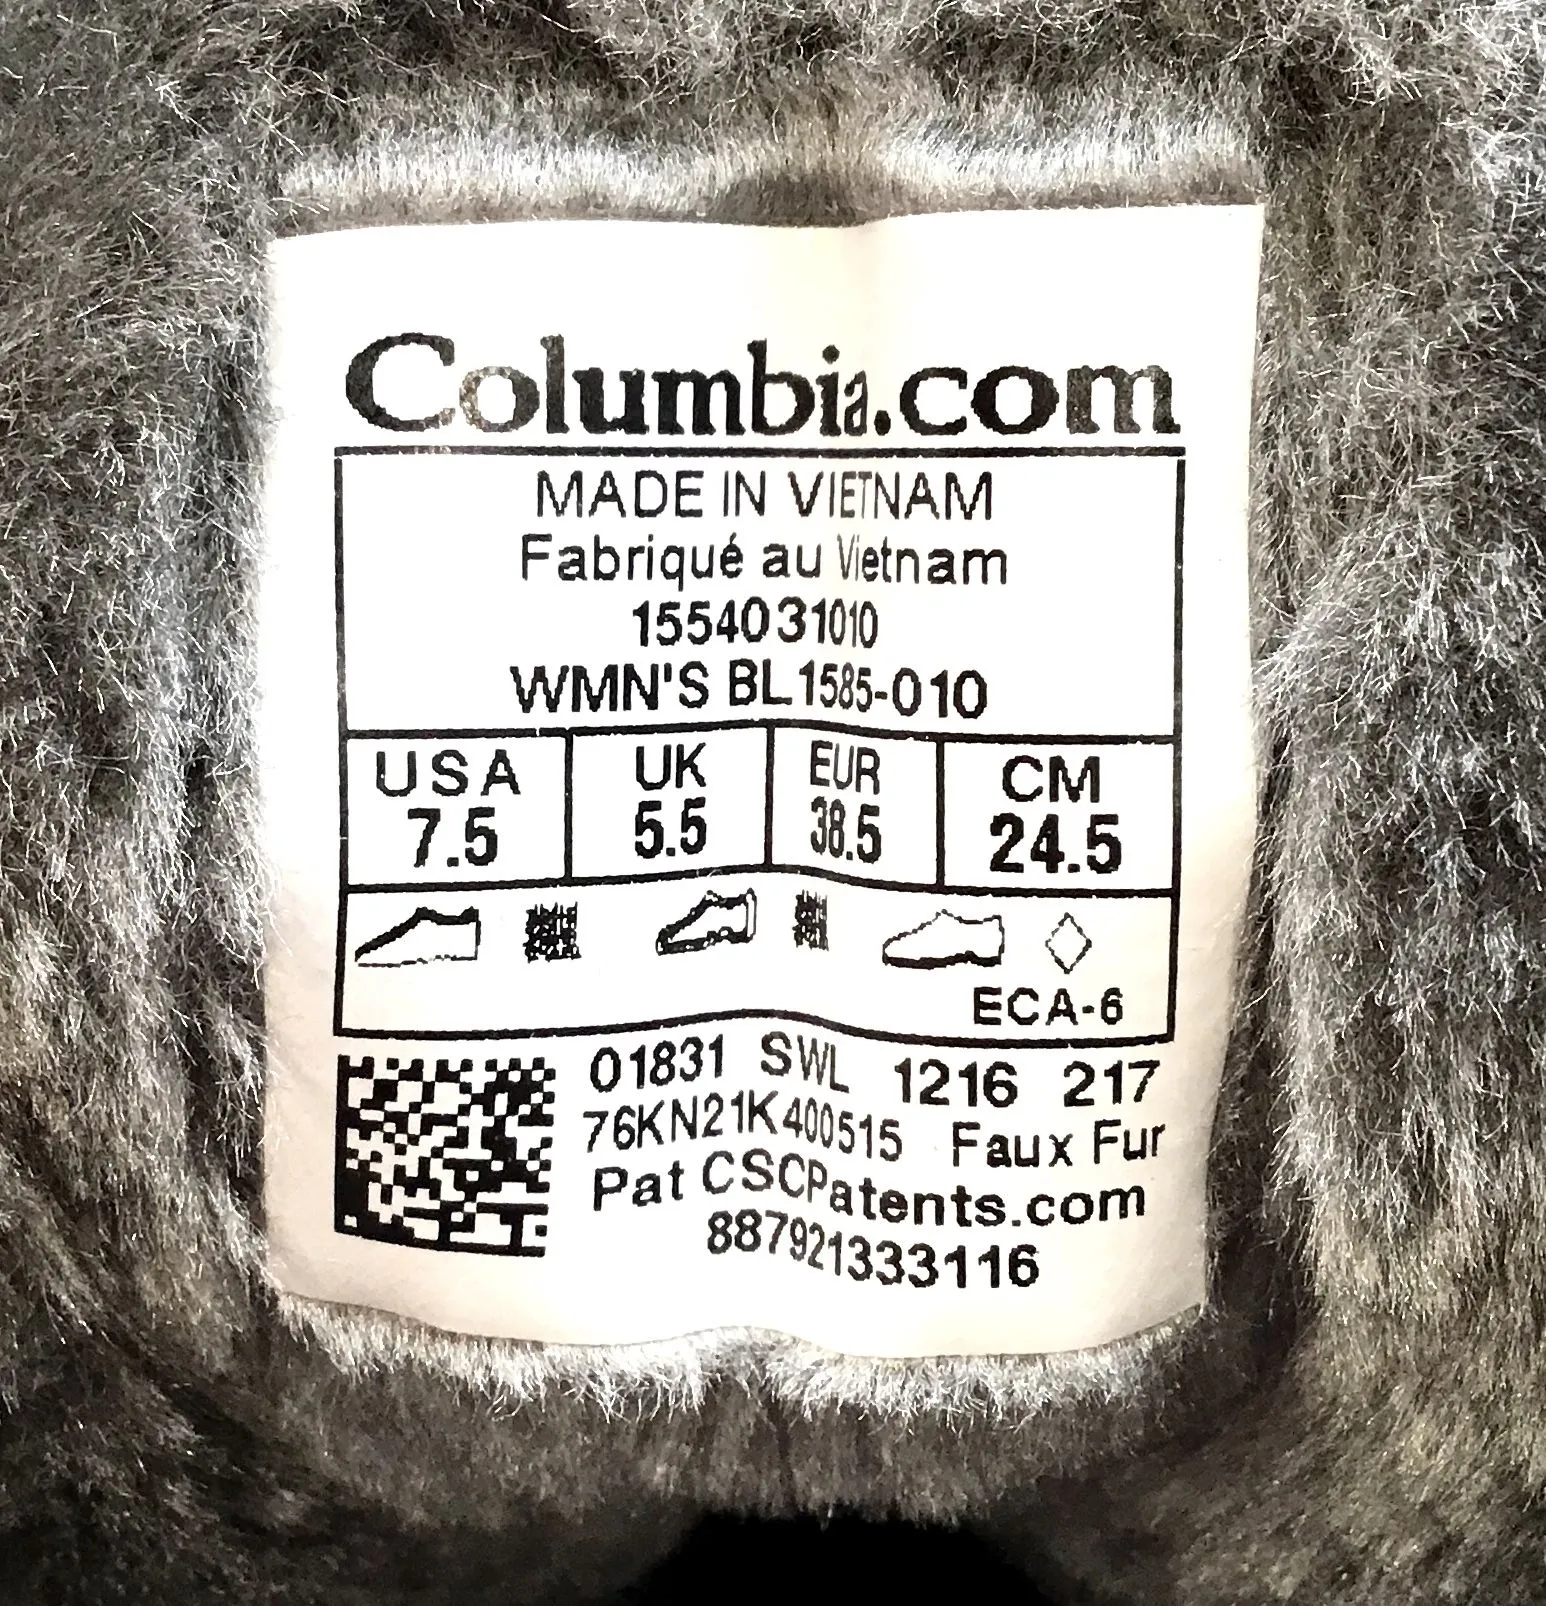 Columbia.com
MADE IN VIETNAM
Fabriqué au Vietnam
1554031010
WMN'S BL1585-010
USA UK EUR CM
7.5 5.5 38.5 24.5
ECA-6
01831 SWL 1216 217
76KN21K400515 Faux Fur
Pat CSCPatents.com
887921333116